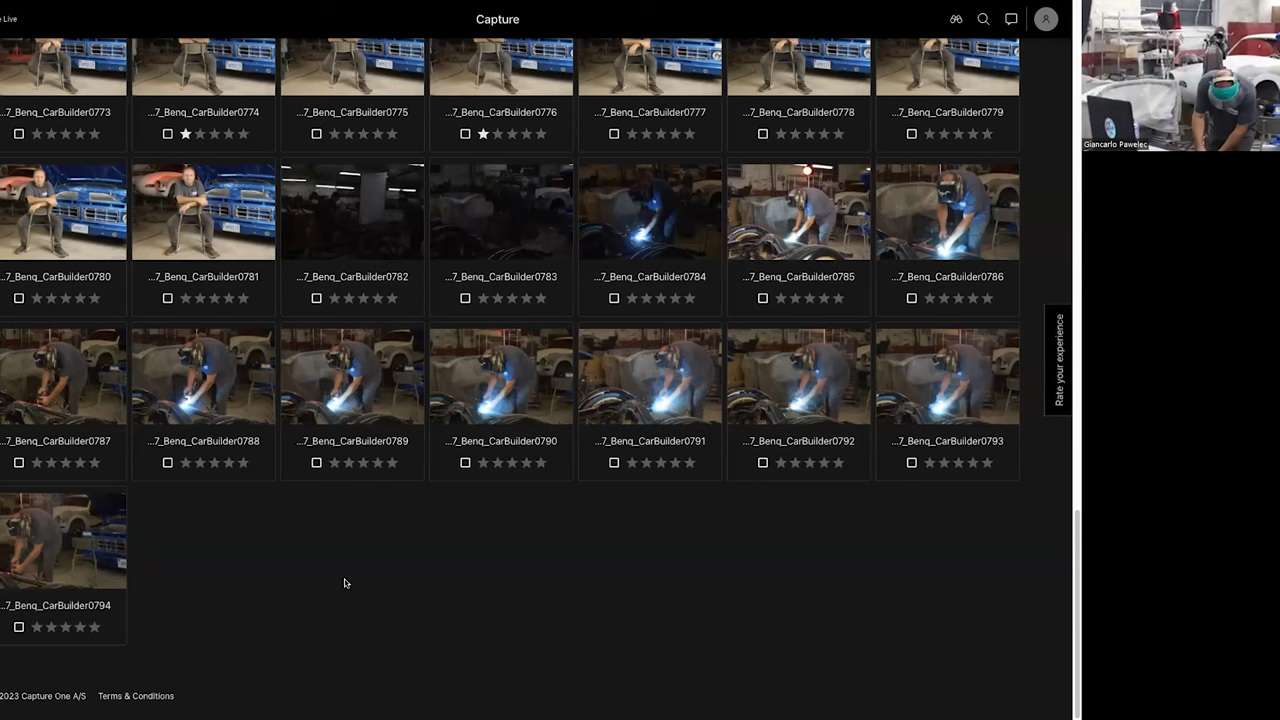 e Live
Capture
...7_Benq_CarBuilder0773
...7_Benq_CarBuilder0774
...7_Benq_CarBuilder0775
...7_Benq_CarBuilder0776
...7_Benq_CarBuilder0777
...7_Benq_CarBuilder0778
...7_Benq_CarBuilder0779
...7_Benq_CarBuilder0780
...7_Benq_CarBuilder0781
...7_Benq_CarBuilder0782
...7_Benq_CarBuilder0783
...7_Benq_CarBuilder0784
...7_Benq_CarBuilder0785
...7_Benq_CarBuilder0786
...7_Benq_CarBuilder0787
...7_Benq_CarBuilder0788
...7_Benq_CarBuilder0789
...7_Benq_CarBuilder0790
...7_Benq_CarBuilder0791
...7_Benq_CarBuilder0792
...7_Benq_CarBuilder0793
...7_Benq_CarBuilder0794
2023 Capture One A/S
Terms & Conditions
Rate your experience
Giancarlo Pawelec